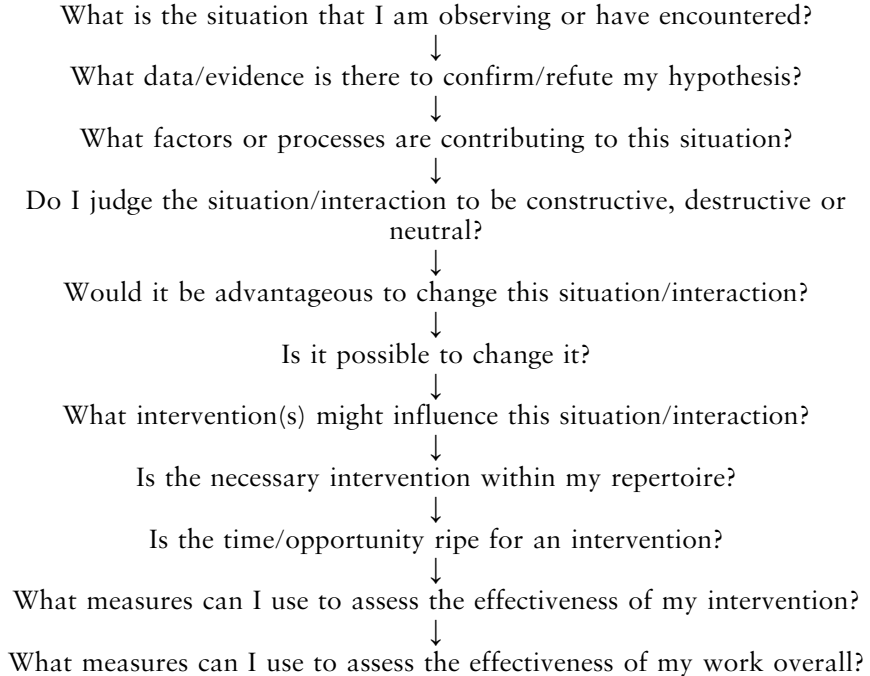 What is the situation that I am observing or have encountered?
↓
What data/evidence is there to confirm/refute my hypothesis?
↓
What factors or processes are contributing to this situation?
↓
Do I judge the situation/interaction to be constructive, destructive or
neutral?
↓
Would it be advantageous to change this situation/interaction?
↓
Is it possible to change it?
↓
What intervention(s) might influence this situation/interaction?
↓
Is the necessary intervention within my repertoire?
↓
Is the time/opportunity ripe for an intervention?
↓
What measures can I use to assess the effectiveness of my intervention?
↓
What measures can I use to assess the effectiveness of my work overall?